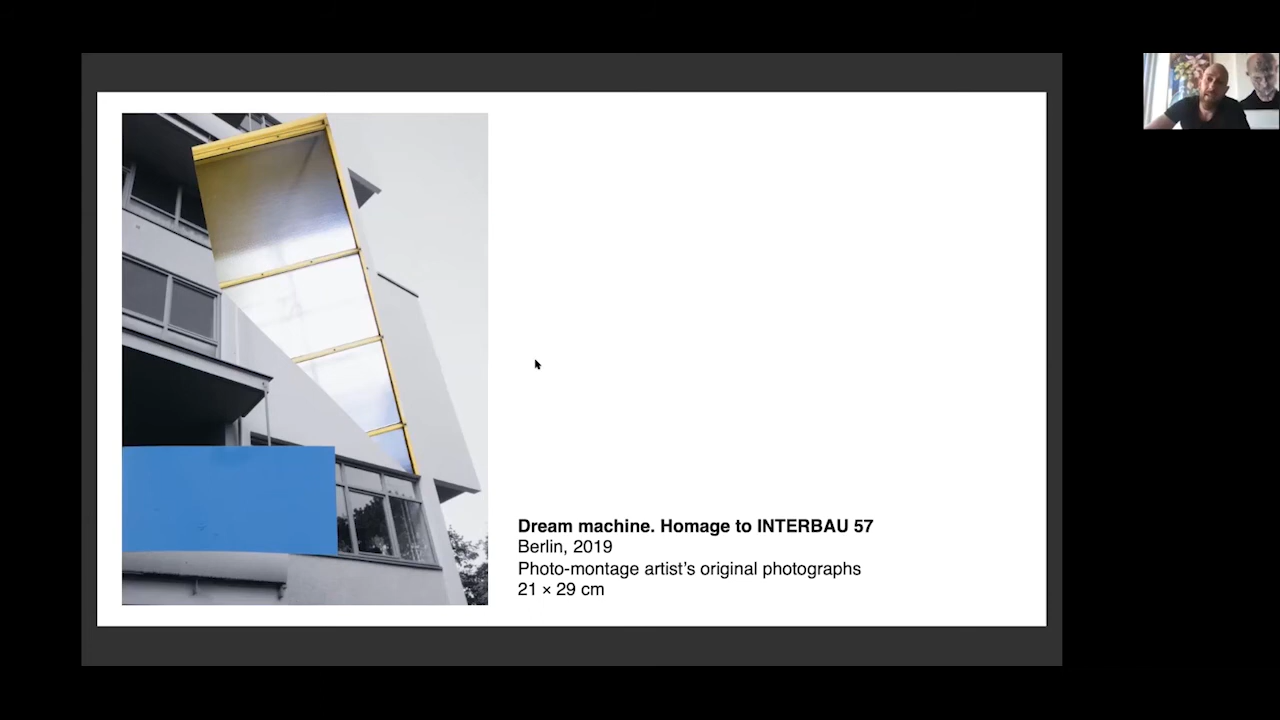 Dream machine. Homage to INTERBAU 57
Berlin, 2019
Photo-montage artist’s original photographs
21 × 29 cm